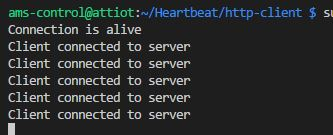 ams-control@attiot:~/Heartbeat/http-client $ su
Connection is alive
Client connected to server
Client connected to server
Client connected to server
Client connected to server
Client connected to server